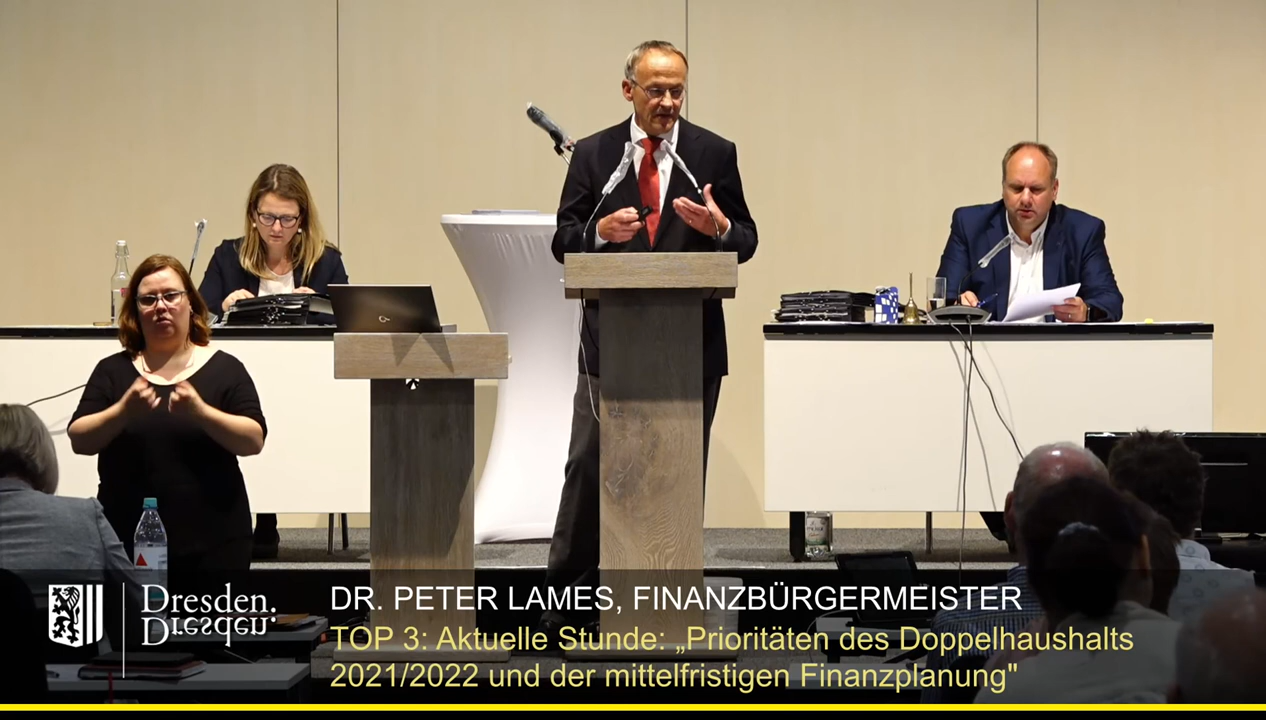 Dresden.
Dresden.
DR. PETER LAMES, FINANZBÜRGERMEISTER
TOP 3: Aktuelle Stunde: „Prioritäten des Doppelhaushalts
2021/2022 und der mittelfristigen Finanzplanung"